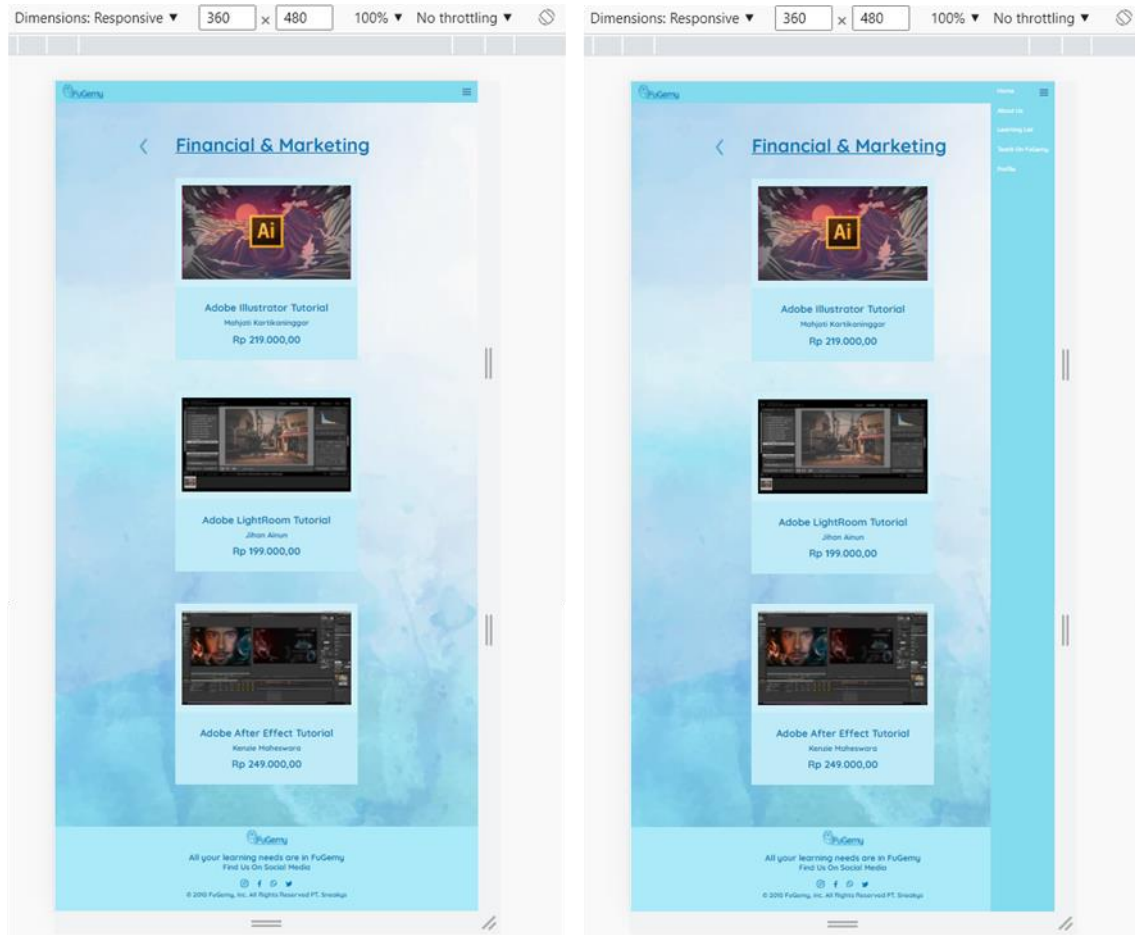 Dimensions: Responsive ▼ 360 x 480 100% ▼ No throttling ▼
FuGemy
Financial & Marketing
Ai
Adobe Illustrator Tutorial
Mahjati Kartikaninggar
Rp 219.000,00
Adobe LightRoom Tutorial
Jihan Ainun
Rp 199.000,00
Adobe After Effect Tutorial
Kenzie Maheswara
Rp 249.000,00
FuGemy
All your learning needs are in FuGemy
Find Us On Social Media
© 2010 FuGemy, Inc. All Rights Reserved PT. Sneakys
Dimensions: Responsive ▼ 360 x 480 100% ▼ No throttling ▼
FuGemy
Home
About Us
Learning List
Teach On FuGemy
Profile
Financial & Marketing
Ai
Adobe Illustrator Tutorial
Mahjati Kartikaninggar
Rp 219.000,00
Adobe LightRoom Tutorial
Jihan Ainun
Rp 199.000,00
Adobe After Effect Tutorial
Kenzie Maheswara
Rp 249.000,00
FuGemy
All your learning needs are in FuGemy
Find Us On Social Media
© 2010 FuGemy, Inc. All Rights Reserved PT. Sneakys